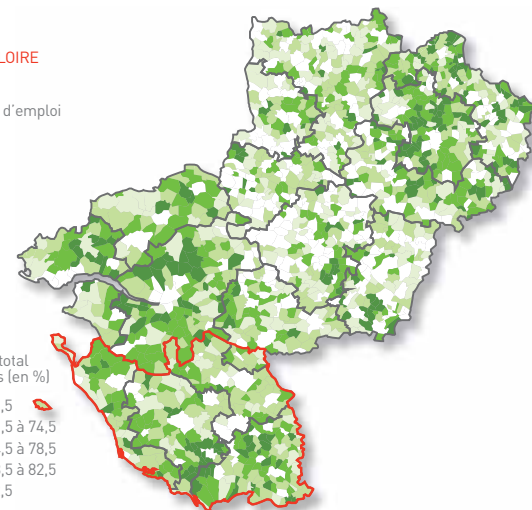 LOIRE
d'emploi
total
s (en %)
,5
,5 à 74,5
,5 à 78,5
,5 à 82,5
,5